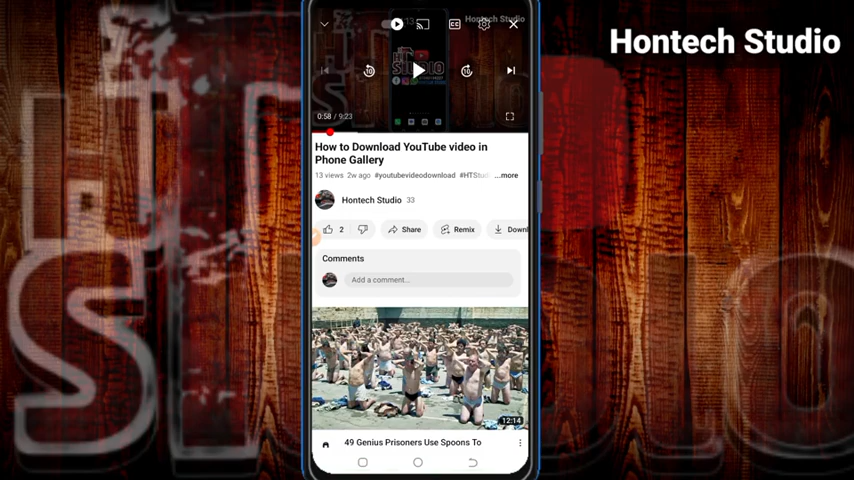 Hontech Studio
Hontech Studio
STUDIO
0:58 / 9:23
How to Download YouTube video in
Phone Gallery
13 views 2w ago #youtubevideodownload #HTStud ...more
Hontech Studio 33
2 Share Remix Downl
Comments
Add a comment...
12:14
49 Genius Prisoners Use Spoons To